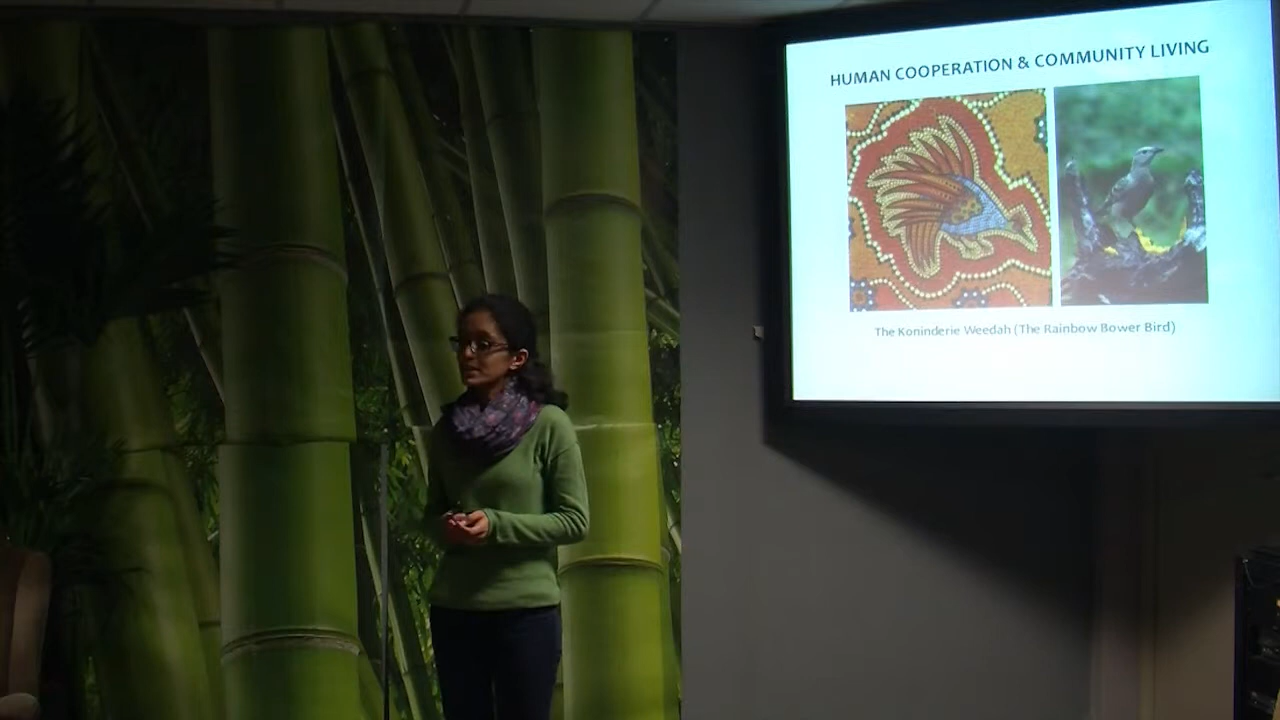 HUMAN COOPERATION & COMMUNITY LIVING
The Koninderie Weedah (The Rainbow Bower Bird)